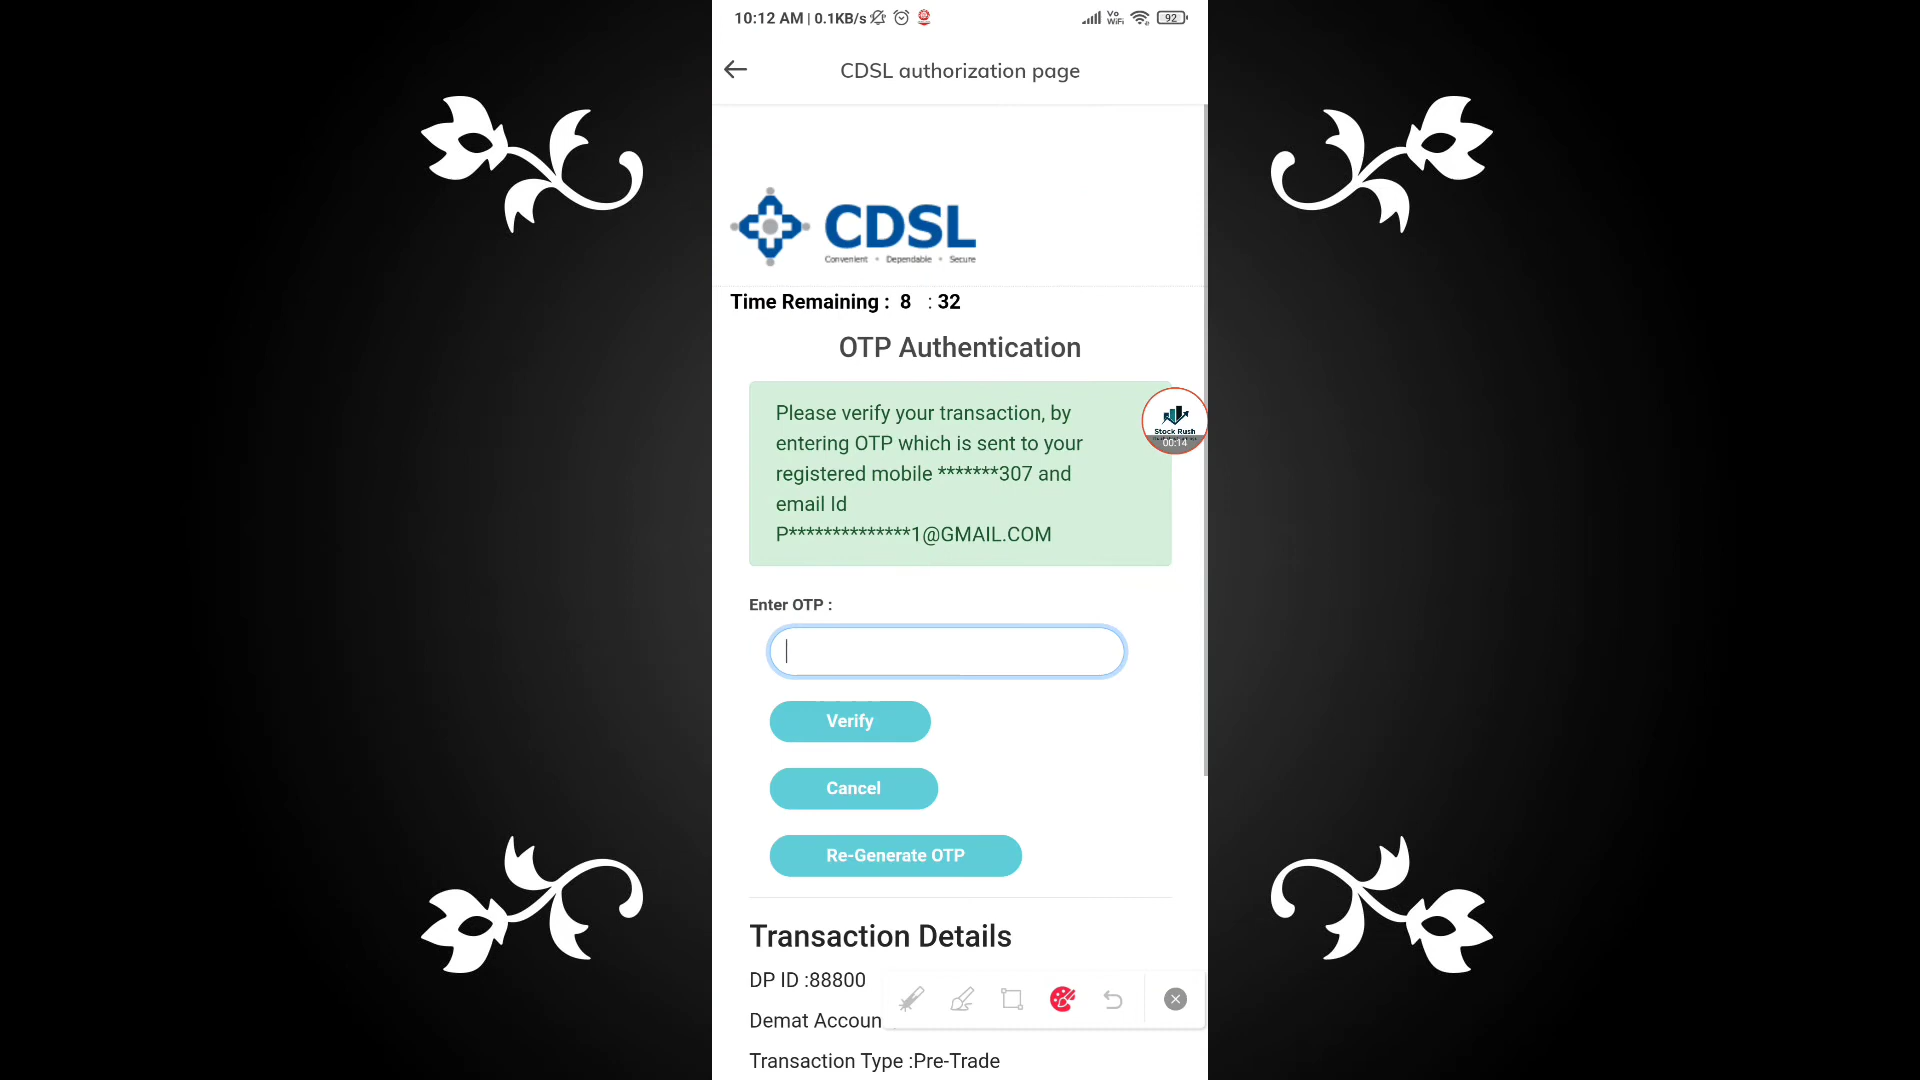 10:12 AM | 0.1KB/s Vo WiFi 92
CDSL authorization page
CDSL
Convenient • Dependable • Secure
Time Remaining : 8 : 32
OTP Authentication
Please verify your transaction, by
entering OTP which is sent to your
registered mobile *******307 and
email Id
P**************1@GMAIL.COM
Stock Rush
00:14
Enter OTP :
Verify
Cancel
Re-Generate OTP
Transaction Details
DP ID :88800
Demat Accoun
Transaction Type :Pre-Trade